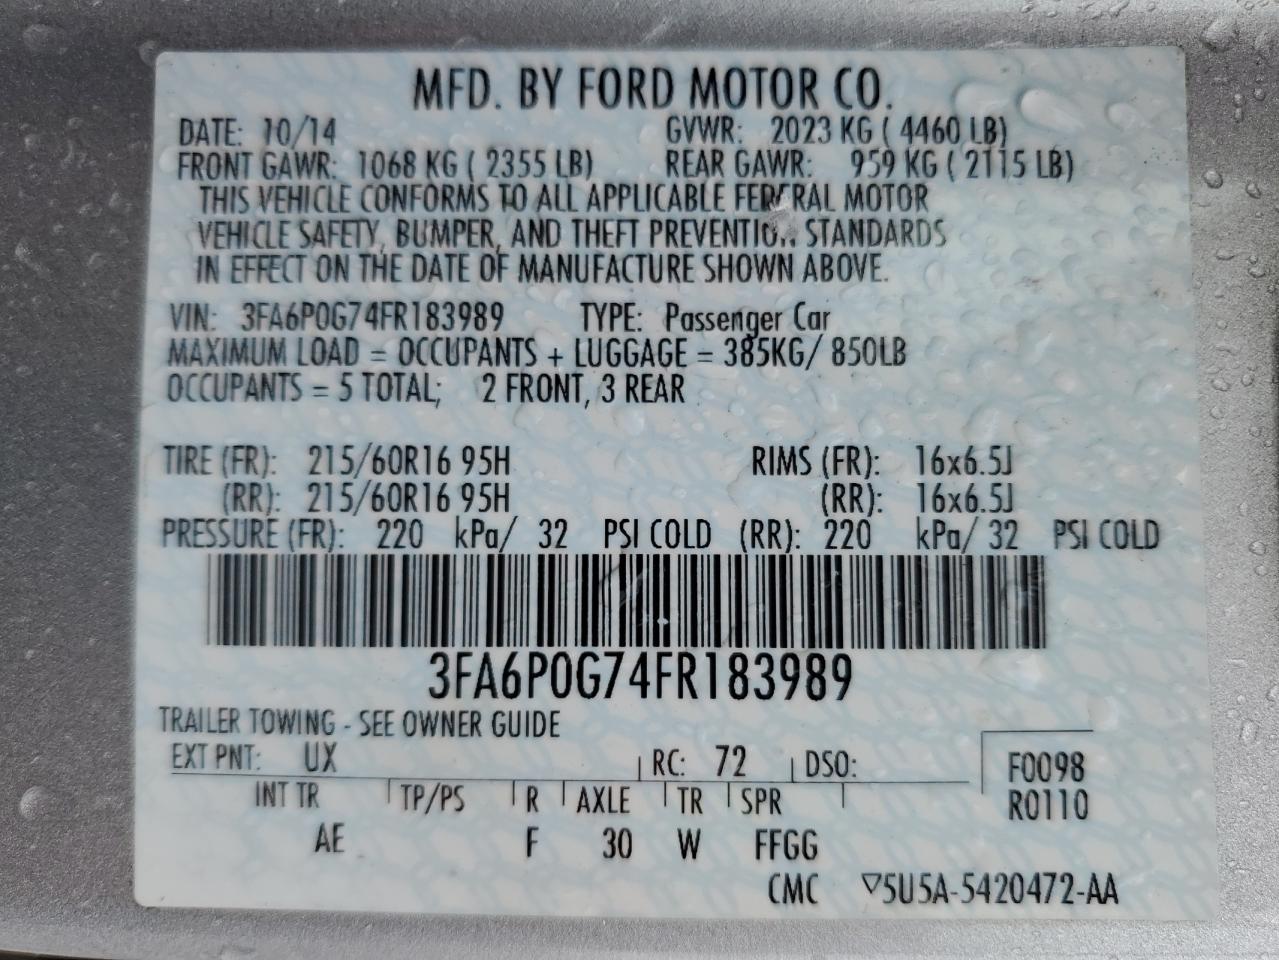 MFD. BY FORD MOTOR CO.
DATE: 10/14 GVWR: 2023 KG ( 4460 LB)
FRONT GAWR: 1068 KG ( 2355 LB) REAR GAWR: 959 KG ( 2115 LB)
THIS VEHICLE CONFORMS TO ALL APPLICABLE FEDERAL MOTOR
VEHICLE SAFETY, BUMPER, AND THEFT PREVENTION STANDARDS
IN EFFECT ON THE DATE OF MANUFACTURE SHOWN ABOVE.
VIN: 3FA6P0G74FR183989 TYPE: Passenger Car
MAXIMUM LOAD = OCCUPANTS + LUGGAGE = 385KG/ 850LB
OCCUPANTS = 5 TOTAL; 2 FRONT, 3 REAR
TIRE (FR): 215/60R16 95H RIMS (FR): 16x6.5J
(RR): 215/60R16 95H (RR): 16x6.5J
PRESSURE (FR): 220 kPa/ 32 PSI COLD (RR): 220 kPa/ 32 PSI COLD
3FA6P0G74FR183989
TRAILER TOWING - SEE OWNER GUIDE
EXT PNT: UX RC: 72 DSO: F0098
INT TR TP/PS R AXLE TR SPR R0110
AE F 30 W FFGG
CMC ▽5U5A-5420472-AA